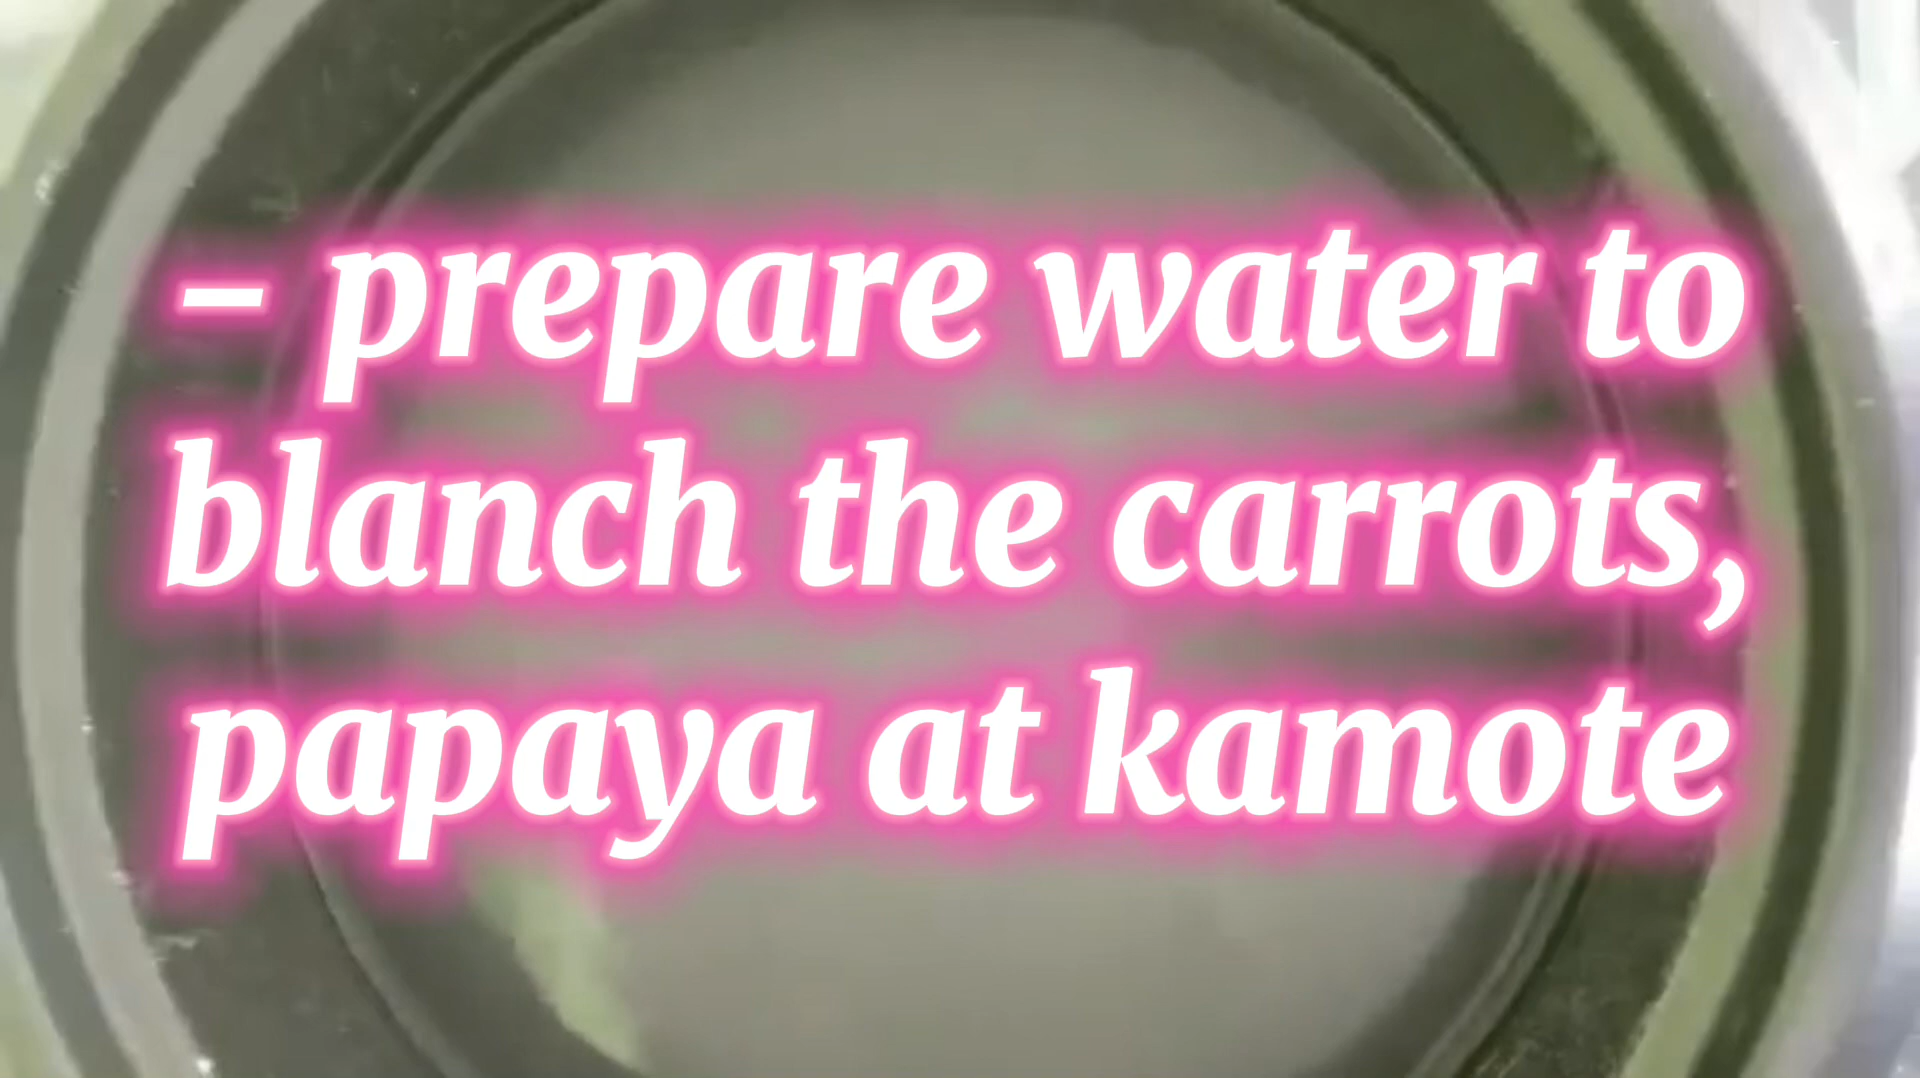 – prepare water to
blanch the carrots,
papaya at kamote